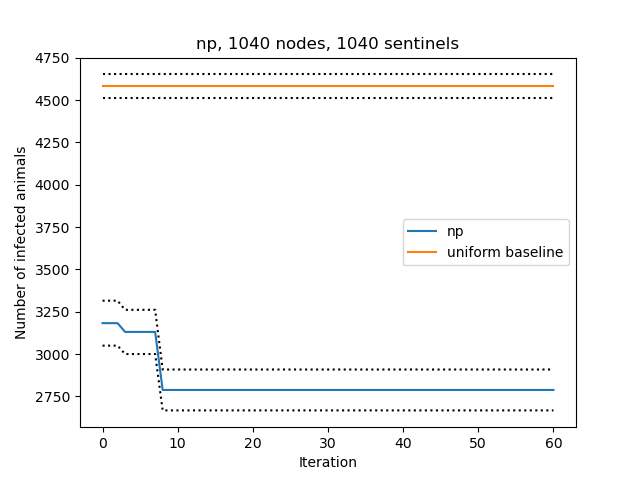 np, 1040 nodes, 1040 sentinels
Number of infected animals
4750
4500
4250
4000
3750
3500
3250
3000
2750
np
uniform baseline
0 10 20 30 40 50 60
Iteration